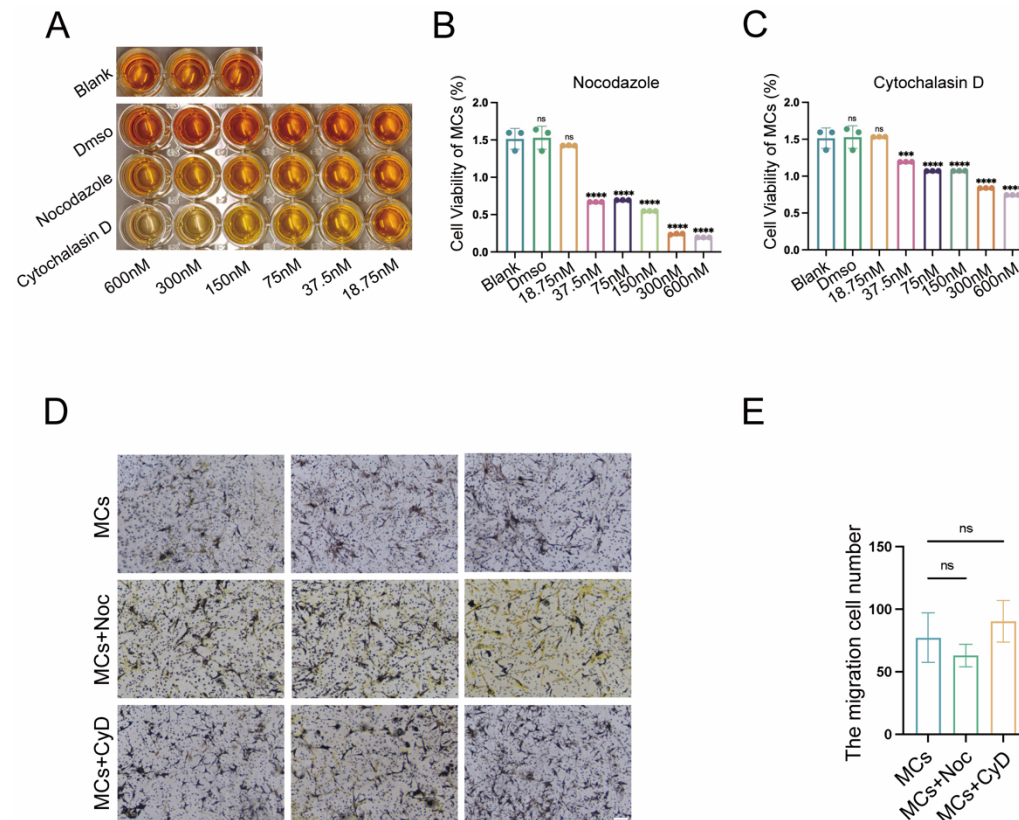 A
Blank
Dmso
Nocodazole
Cytochalasin D
600nM
300nM
150nM
75nM
37.5nM
18.75nM
B
Nocodazole
Cell Viability of MCs (%)
2.0
1.5
1.0
0.5
0.0
ns
ns
****
****
****
****
****
Blank
Dmso
18.75nM
37.5nM
75nM
150nM
300nM
600nM
C
Cytochalasin D
Cell Viability of MCs (%)
2.0
1.5
1.0
0.5
0.0
ns
ns
***
****
****
****
****
Blank
Dmso
18.75nM
37.5nM
75nM
150nM
300nM
600nM
D
MCs
MCs+Noc
MCs+CyD
E
The migration cell number
150
100
50
0
ns
ns
MCs
MCs+Noc
MCs+CyD